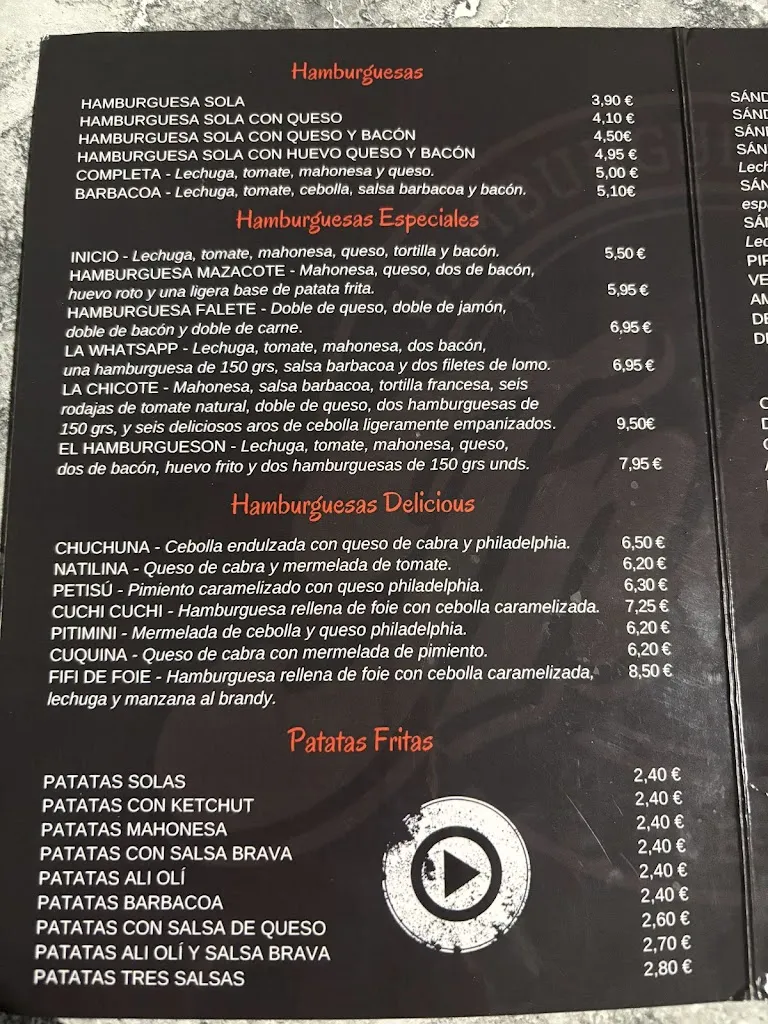 Hamburguesas
HAMBURGUESA SOLA 3,90 €
HAMBURGUESA SOLA CON QUESO 4,10 €
HAMBURGUESA SOLA CON QUESO Y BACÓN 4,50€
HAMBURGUESA SOLA CON HUEVO QUESO Y BACÓN 4,95 €
COMPLETA - Lechuga, tomate, mahonesa y queso. 5,00 €
BARBACOA - Lechuga, tomate, cebolla, salsa barbacoa y bacón. 5,10€
Hamburguesas Especiales
INICIO - Lechuga, tomate, mahonesa, queso, tortilla y bacón. 5,50 €
HAMBURGUESA MAZACOTE - Mahonesa, queso, dos de bacón,
huevo roto y una ligera base de patata frita. 5,95 €
HAMBURGUESA FALETE - Doble de queso, doble de jamón,
doble de bacón y doble de carne. 6,95 €
LA WHATSAPP - Lechuga, tomate, mahonesa, dos bacón,
una hamburguesa de 150 grs, salsa barbacoa y dos filetes de lomo. 6,95 €
LA CHICOTE - Mahonesa, salsa barbacoa, tortilla francesa, seis
rodajas de tomate natural, doble de queso, dos hamburguesas de
150 grs, y seis deliciosos aros de cebolla ligeramente empanizados. 9,50€
EL HAMBURGUESON - Lechuga, tomate, mahonesa, queso,
dos de bacón, huevo frito y dos hamburguesas de 150 grs unds. 7,95 €
Hamburguesas Delicious
CHUCHUNA - Cebolla endulzada con queso de cabra y philadelphia. 6,50 €
NATILINA - Queso de cabra y mermelada de tomate. 6,20 €
PETISÚ - Pimiento caramelizado con queso philadelphia. 6,30 €
CUCHI CUCHI - Hamburguesa rellena de foie con cebolla caramelizada. 7,25 €
PITIMINI - Mermelada de cebolla y queso philadelphia. 6,20 €
CUQUINA - Queso de cabra con mermelada de pimiento. 6,20 €
FIFI DE FOIE - Hamburguesa rellena de foie con cebolla caramelizada, 8,50 €
lechuga y manzana al brandy.
Patatas Fritas
PATATAS SOLAS 2,40 €
PATATAS CON KETCHUT 2,40 €
PATATAS MAHONESA 2,40 €
PATATAS CON SALSA BRAVA 2,40 €
PATATAS ALI OLÍ 2,40 €
PATATAS BARBACOA 2,40 €
PATATAS CON SALSA DE QUESO 2,60 €
PATATAS ALI OLÍ Y SALSA BRAVA 2,70 €
PATATAS TRES SALSAS 2,80 €